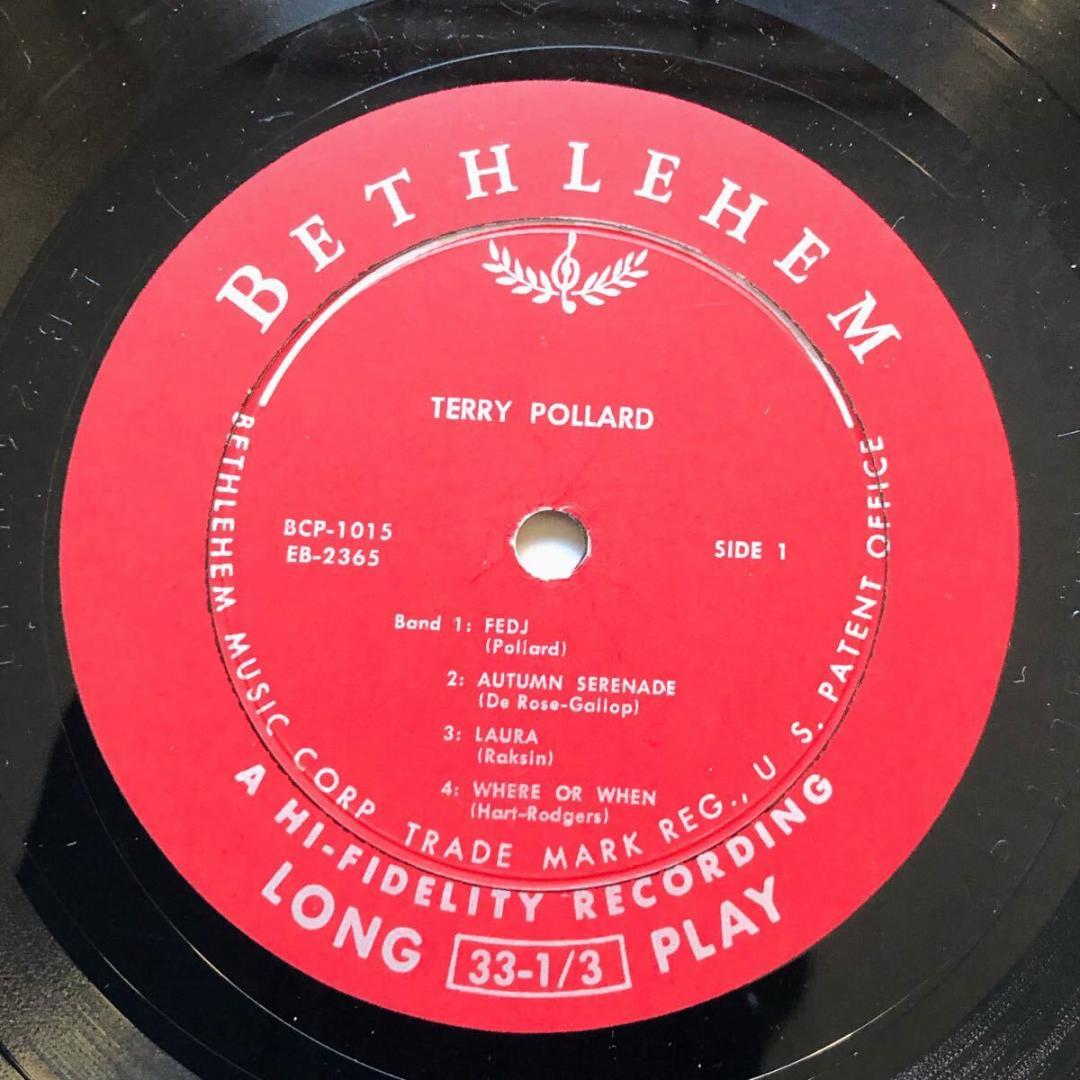 BETHLEHEM
TERRY POLLARD
BCP-1015
EB-2365
SIDE 1
Band 1: FEDJ
(Pollard)
2: AUTUMN SERENADE
(De Rose-Gallop)
3: LAURA
(Raksin)
4: WHERE OR WHEN
(Hart-Rodgers)
BETHLEHEM MUSIC CORP TRADE MARK REG., U S. PATENT OFFICE
A HI-FIDELITY RECORDING
LONG 33-1/3 PLAY